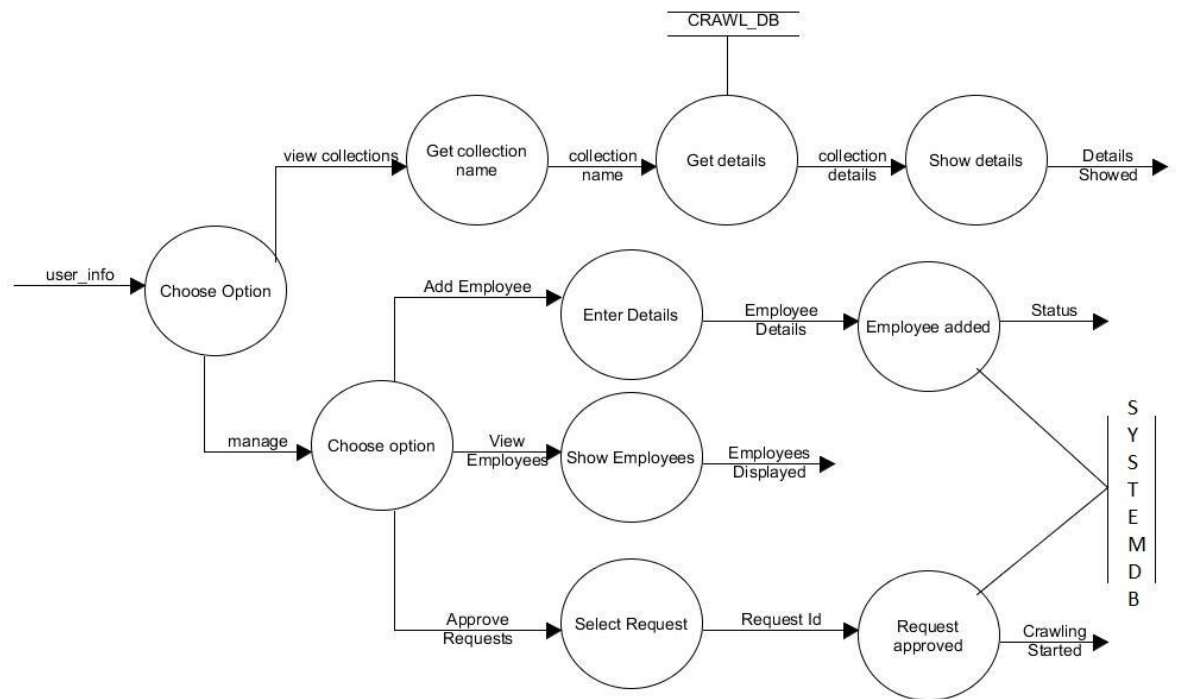 CRAWL_DB
view collections
Get collection
name
collection
name
Get details
collection
details
Show details
Details
Showed
user_info
Choose Option
Add Employee
Enter Details
Employee
Details
Employee added
Status
manage
Choose option
View
Employees
Show Employees
Employees
Displayed
S
Y
S
T
E
M
D
B
Approve
Requests
Select Request
Request Id
Request
approved
Crawling
Started